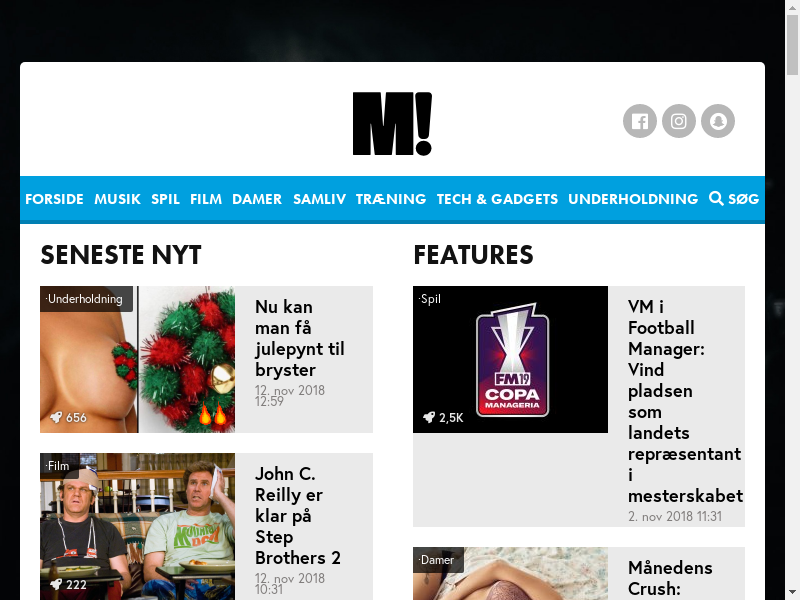 M!
FORSIDE MUSIK SPIL FILM DAMER SAMLIV TRÆNING TECH & GADGETS UNDERHOLDNING SØG
SENESTE NYT
·Underholdning
656
Nu kan
man få
julepynt til
bryster
12. nov 2018
12:59
·Film
222
John C.
Reilly er
klar på
Step
Brothers 2
12. nov 2018
10:31
FEATURES
·Spil
FM19
COPA
MANAGERIA
2,5K
VM i
Football
Manager:
Vind
pladsen
som
landets
repræsentant
i
mesterskabet
2. nov 2018 11:31
·Damer
Månedens
Crush: